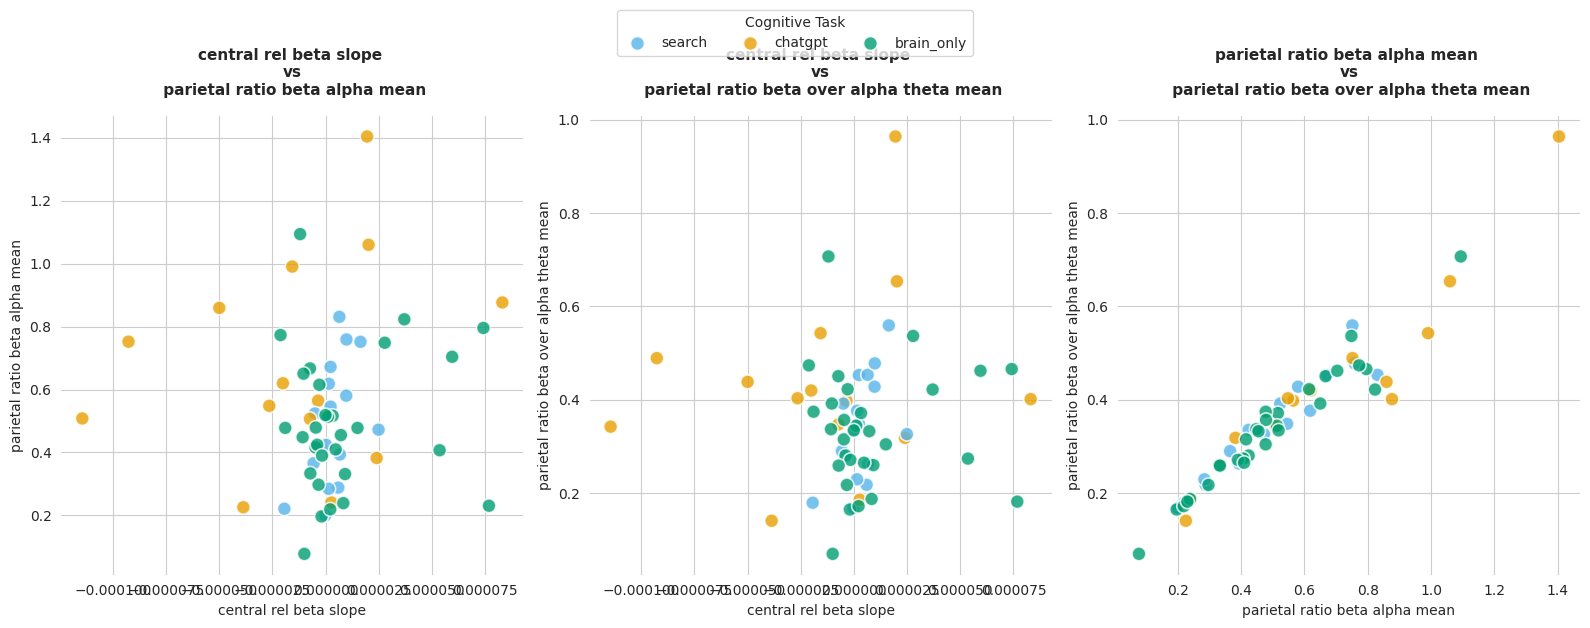 Cognitive Task
search chatgpt brain_only
central rel beta slope
vs
parietal ratio beta alpha mean
central rel beta slope
vs
parietal ratio beta over alpha theta mean
parietal ratio beta alpha mean
vs
parietal ratio beta over alpha theta mean
parietal ratio beta alpha mean
1.4
1.2
1.0
0.8
0.6
0.4
0.2
central rel beta slope
parietal ratio beta over alpha theta mean
1.0
0.8
0.6
0.4
0.2
central rel beta slope
parietal ratio beta over alpha theta mean
1.0
0.8
0.6
0.4
0.2
0.2 0.4 0.6 0.8 1.0 1.2 1.4
parietal ratio beta alpha mean